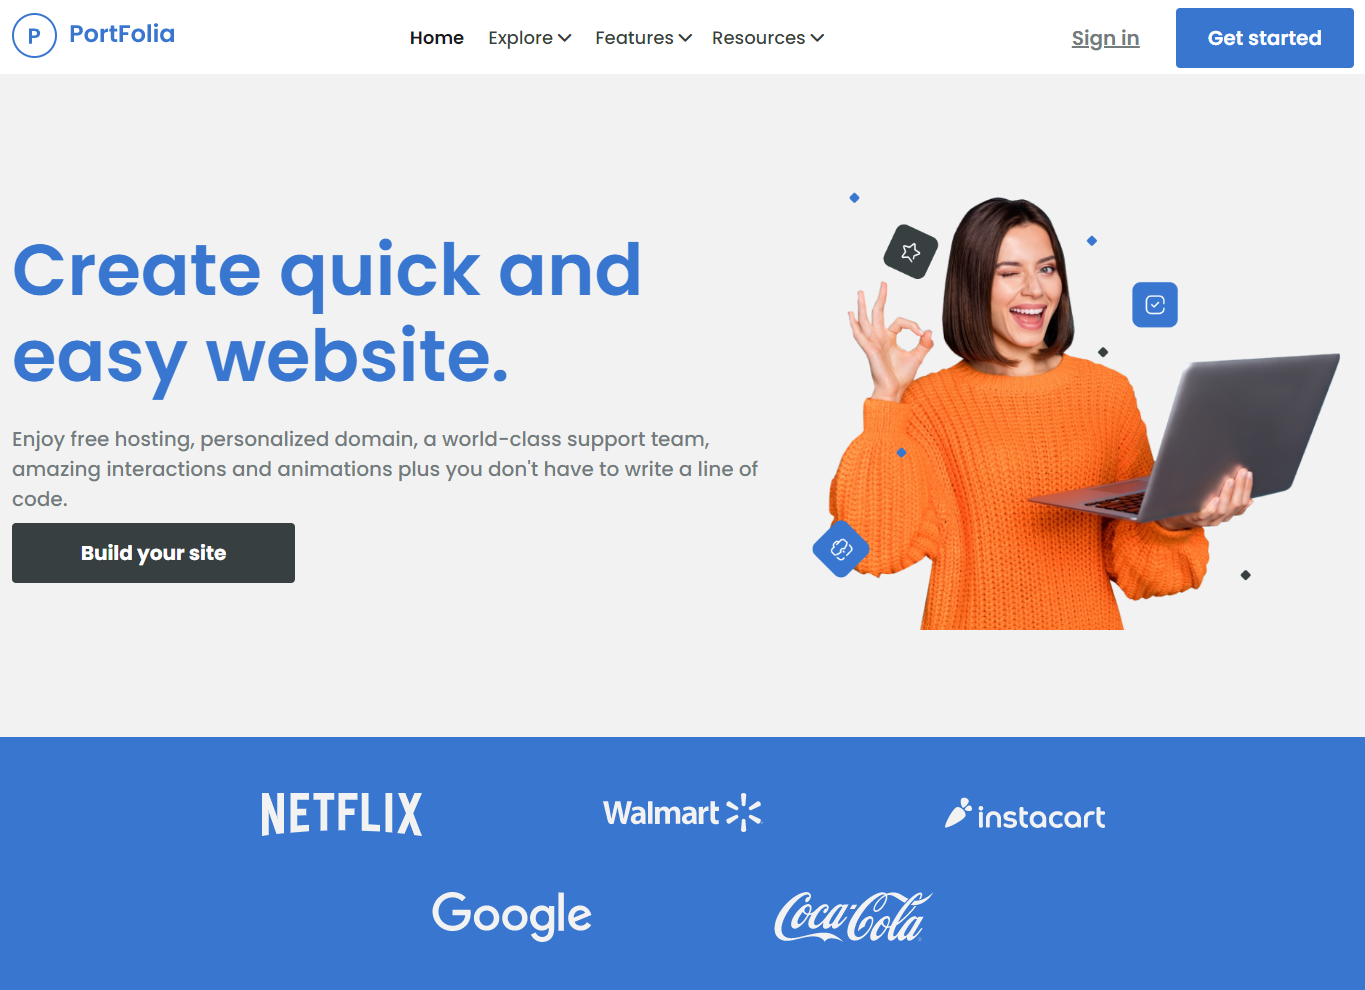 P PortFolia Home Explore Features Resources Sign in Get started
Create quick and
easy website.
Enjoy free hosting, personalized domain, a world-class support team,
amazing interactions and animations plus you don't have to write a line of
code.
Build your site
NETFLIX Walmart instacart
Google Coca-Cola